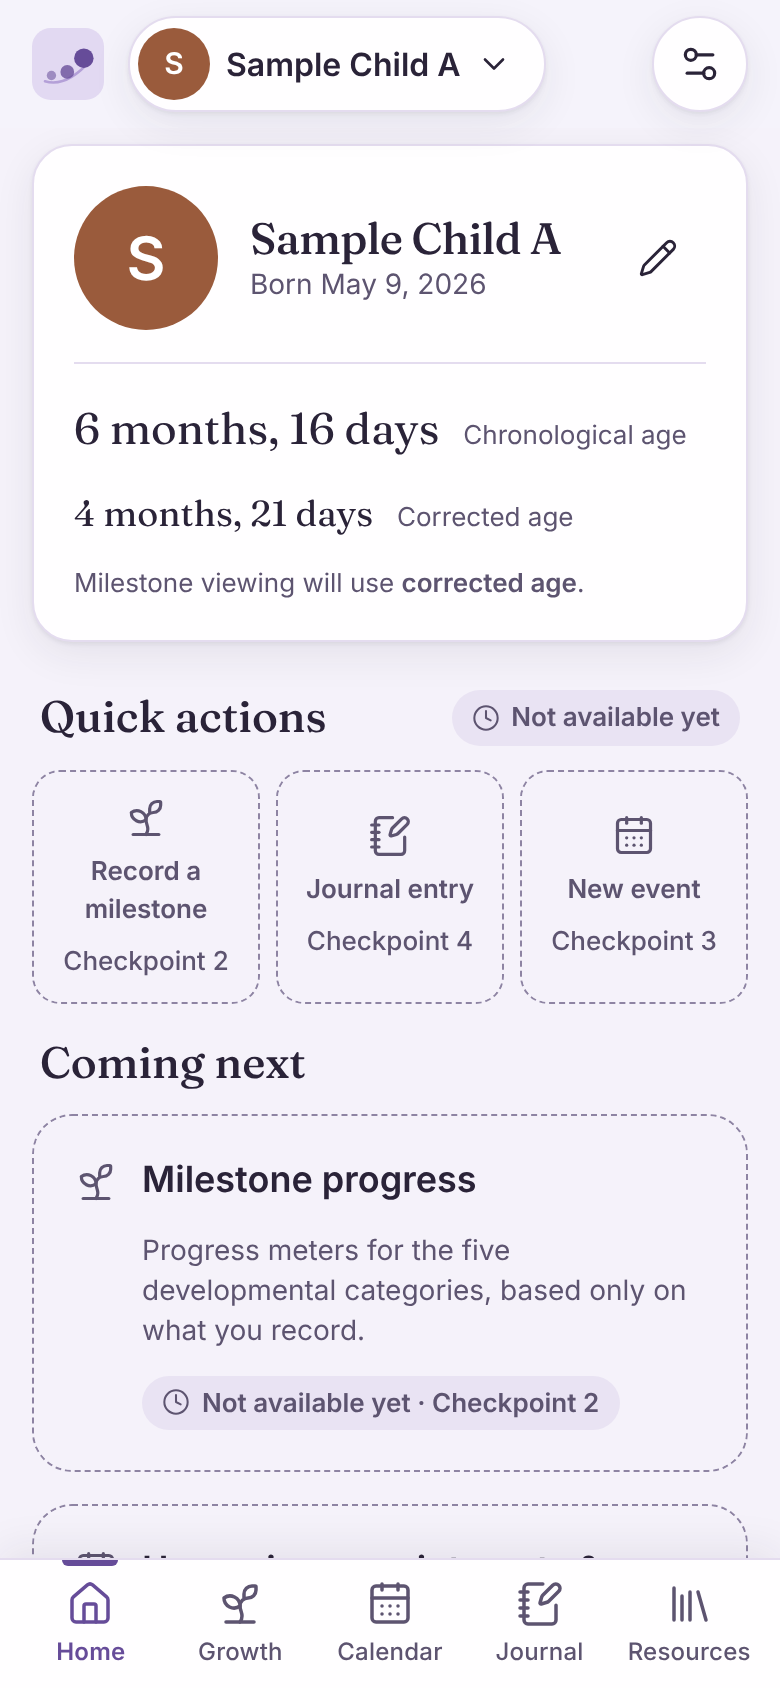 S
Sample Child A
S
Sample Child A
Born May 9, 2026
6 months, 16 days Chronological age
4 months, 21 days Corrected age
Milestone viewing will use corrected age.
Quick actions
Not available yet
Record a
milestone
Checkpoint 2
Journal entry
Checkpoint 4
New event
Checkpoint 3
Coming next
Milestone progress
Progress meters for the five
developmental categories, based only on
what you record.
Not available yet · Checkpoint 2
Home
Growth
Calendar
Journal
Resources